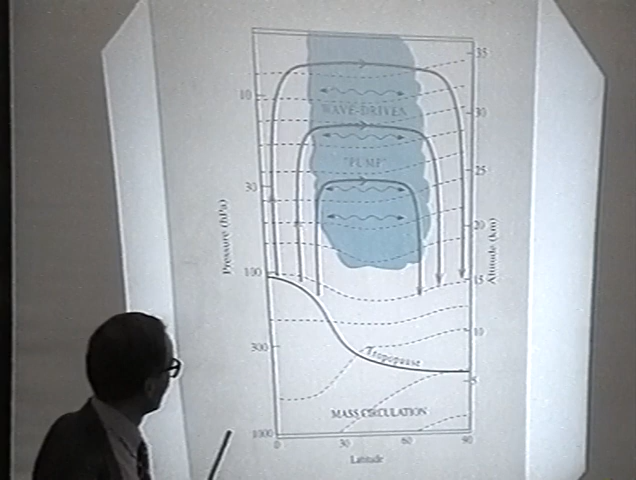 35
10
WAVE-DRIVEN
30
"PUMP"
25
30
20
Pressure (hPa)
Altitude (km)
100
15
10
300
Tropopause
5
MASS CIRCULATION
1000
0
30
60
90
Latitude